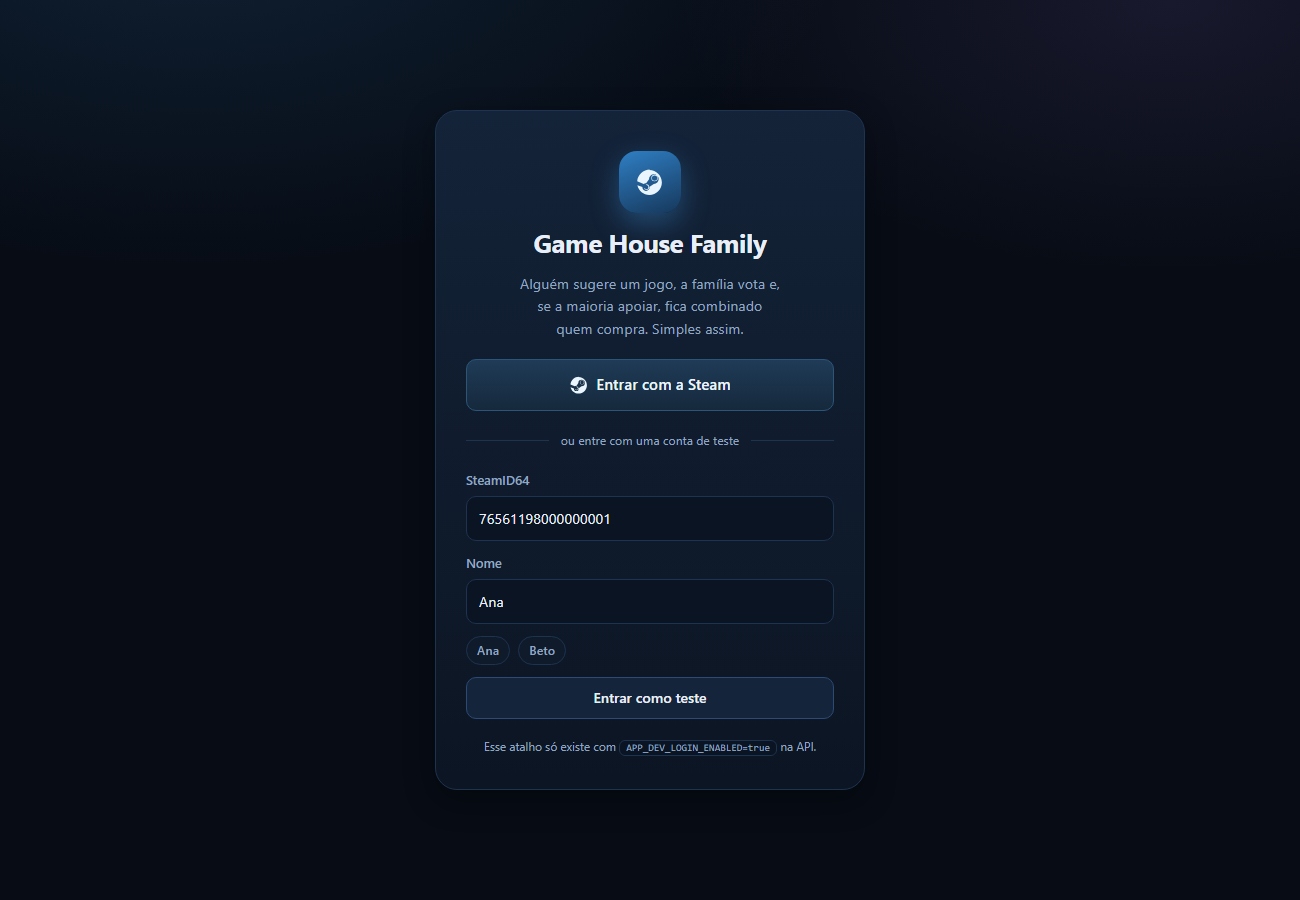 Game House Family
Alguém sugere um jogo, a família vota e,
se a maioria apoiar, fica combinado
quem compra. Simples assim.
Entrar com a Steam
ou entre com uma conta de teste
SteamID64
76561198000000001
Nome
Ana
Ana Beto
Entrar como teste
Esse atalho só existe com APP_DEV_LOGIN_ENABLED=true na API.